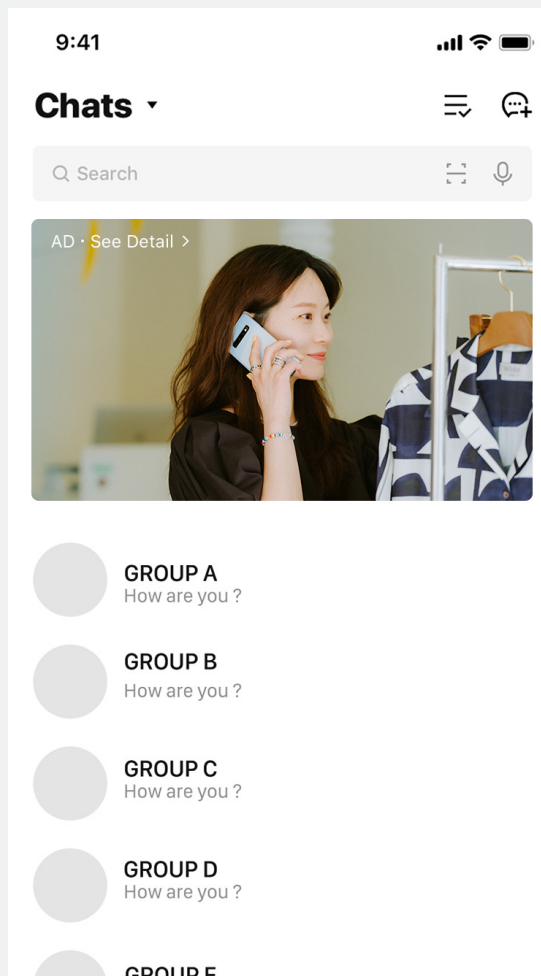 9:41
Chats
Search
AD · See Detail >
GROUP A
How are you ?
GROUP B
How are you ?
GROUP C
How are you ?
GROUP D
How are you ?
GROUP E